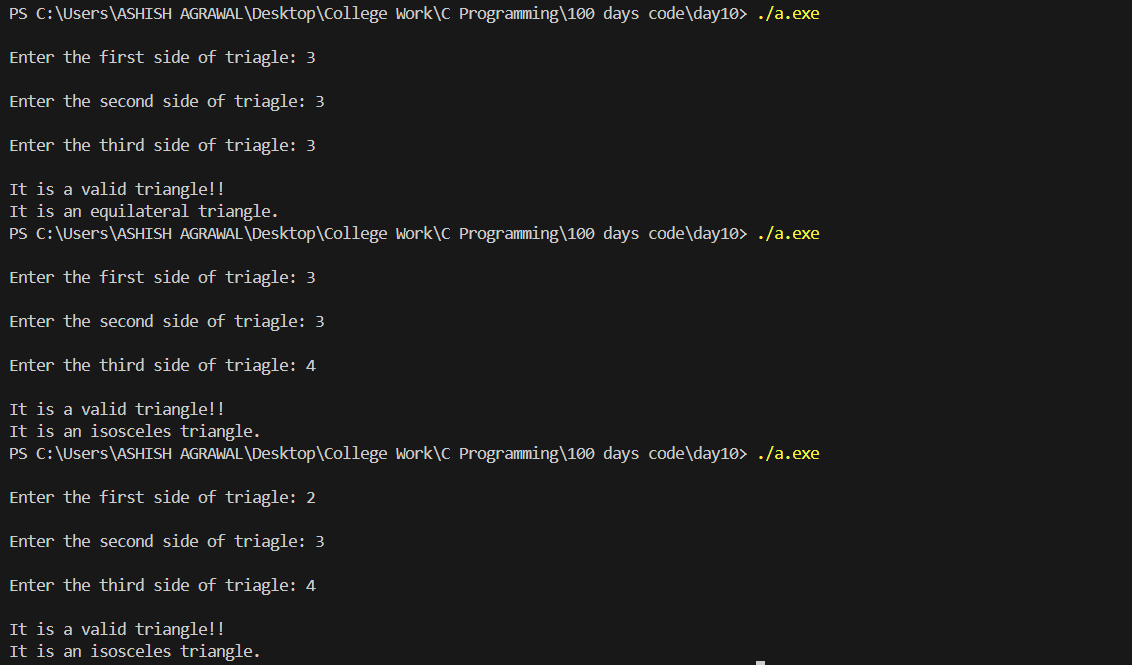 PS C:\Users\ASHISH AGRAWAL\Desktop\College Work\C Programming\100 days code\day10> ./a.exe
Enter the first side of triagle: 3
Enter the second side of triagle: 3
Enter the third side of triagle: 3
It is a valid triangle!!
It is an equilateral triangle.
PS C:\Users\ASHISH AGRAWAL\Desktop\College Work\C Programming\100 days code\day10> ./a.exe
Enter the first side of triagle: 3
Enter the second side of triagle: 3
Enter the third side of triagle: 4
It is a valid triangle!!
It is an isosceles triangle.
PS C:\Users\ASHISH AGRAWAL\Desktop\College Work\C Programming\100 days code\day10> ./a.exe
Enter the first side of triagle: 2
Enter the second side of triagle: 3
Enter the third side of triagle: 4
It is a valid triangle!!
It is an isosceles triangle.